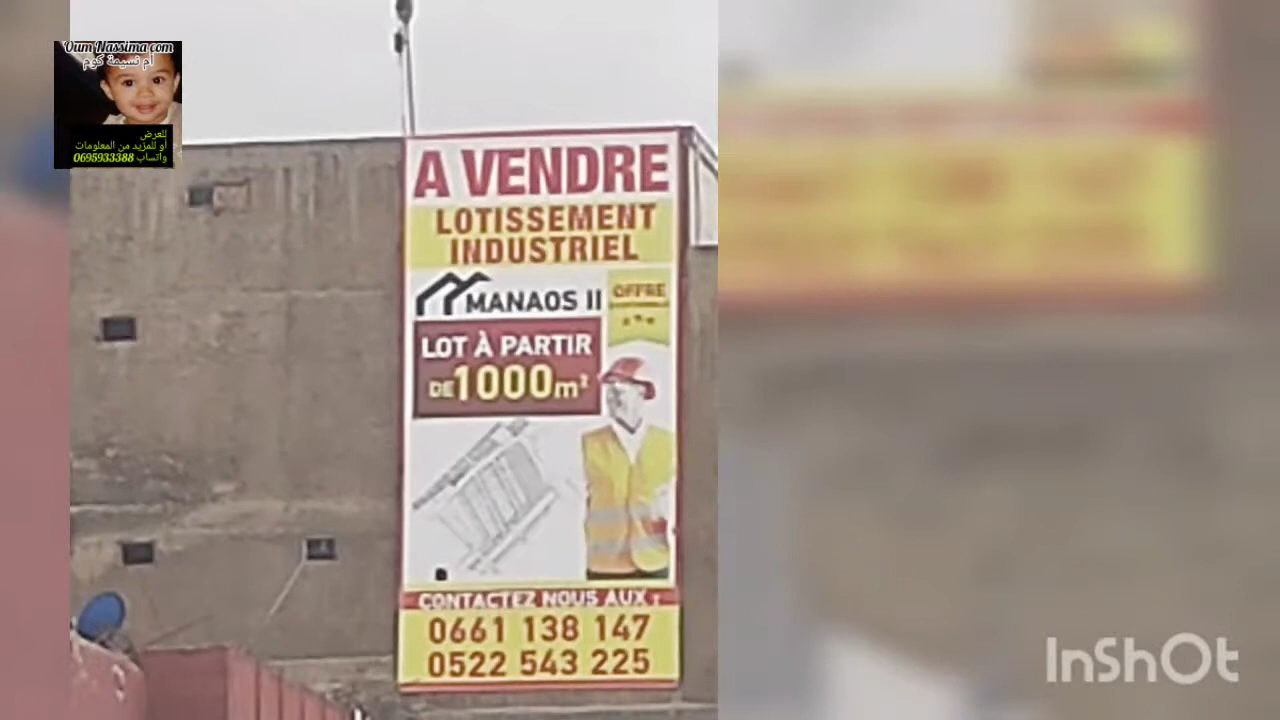 Oum Nassima com
أم نسيمة كوم
للعرض
أو للمزيد من المعلومات
واتساب 0695933388
A VENDRE
LOTISSEMENT
INDUSTRIEL
MANAOS II
OFFRE
LOT À PARTIR
DE 1000m²
CONTACTEZ NOUS AUX :
0661 138 147
0522 543 225
InShOt